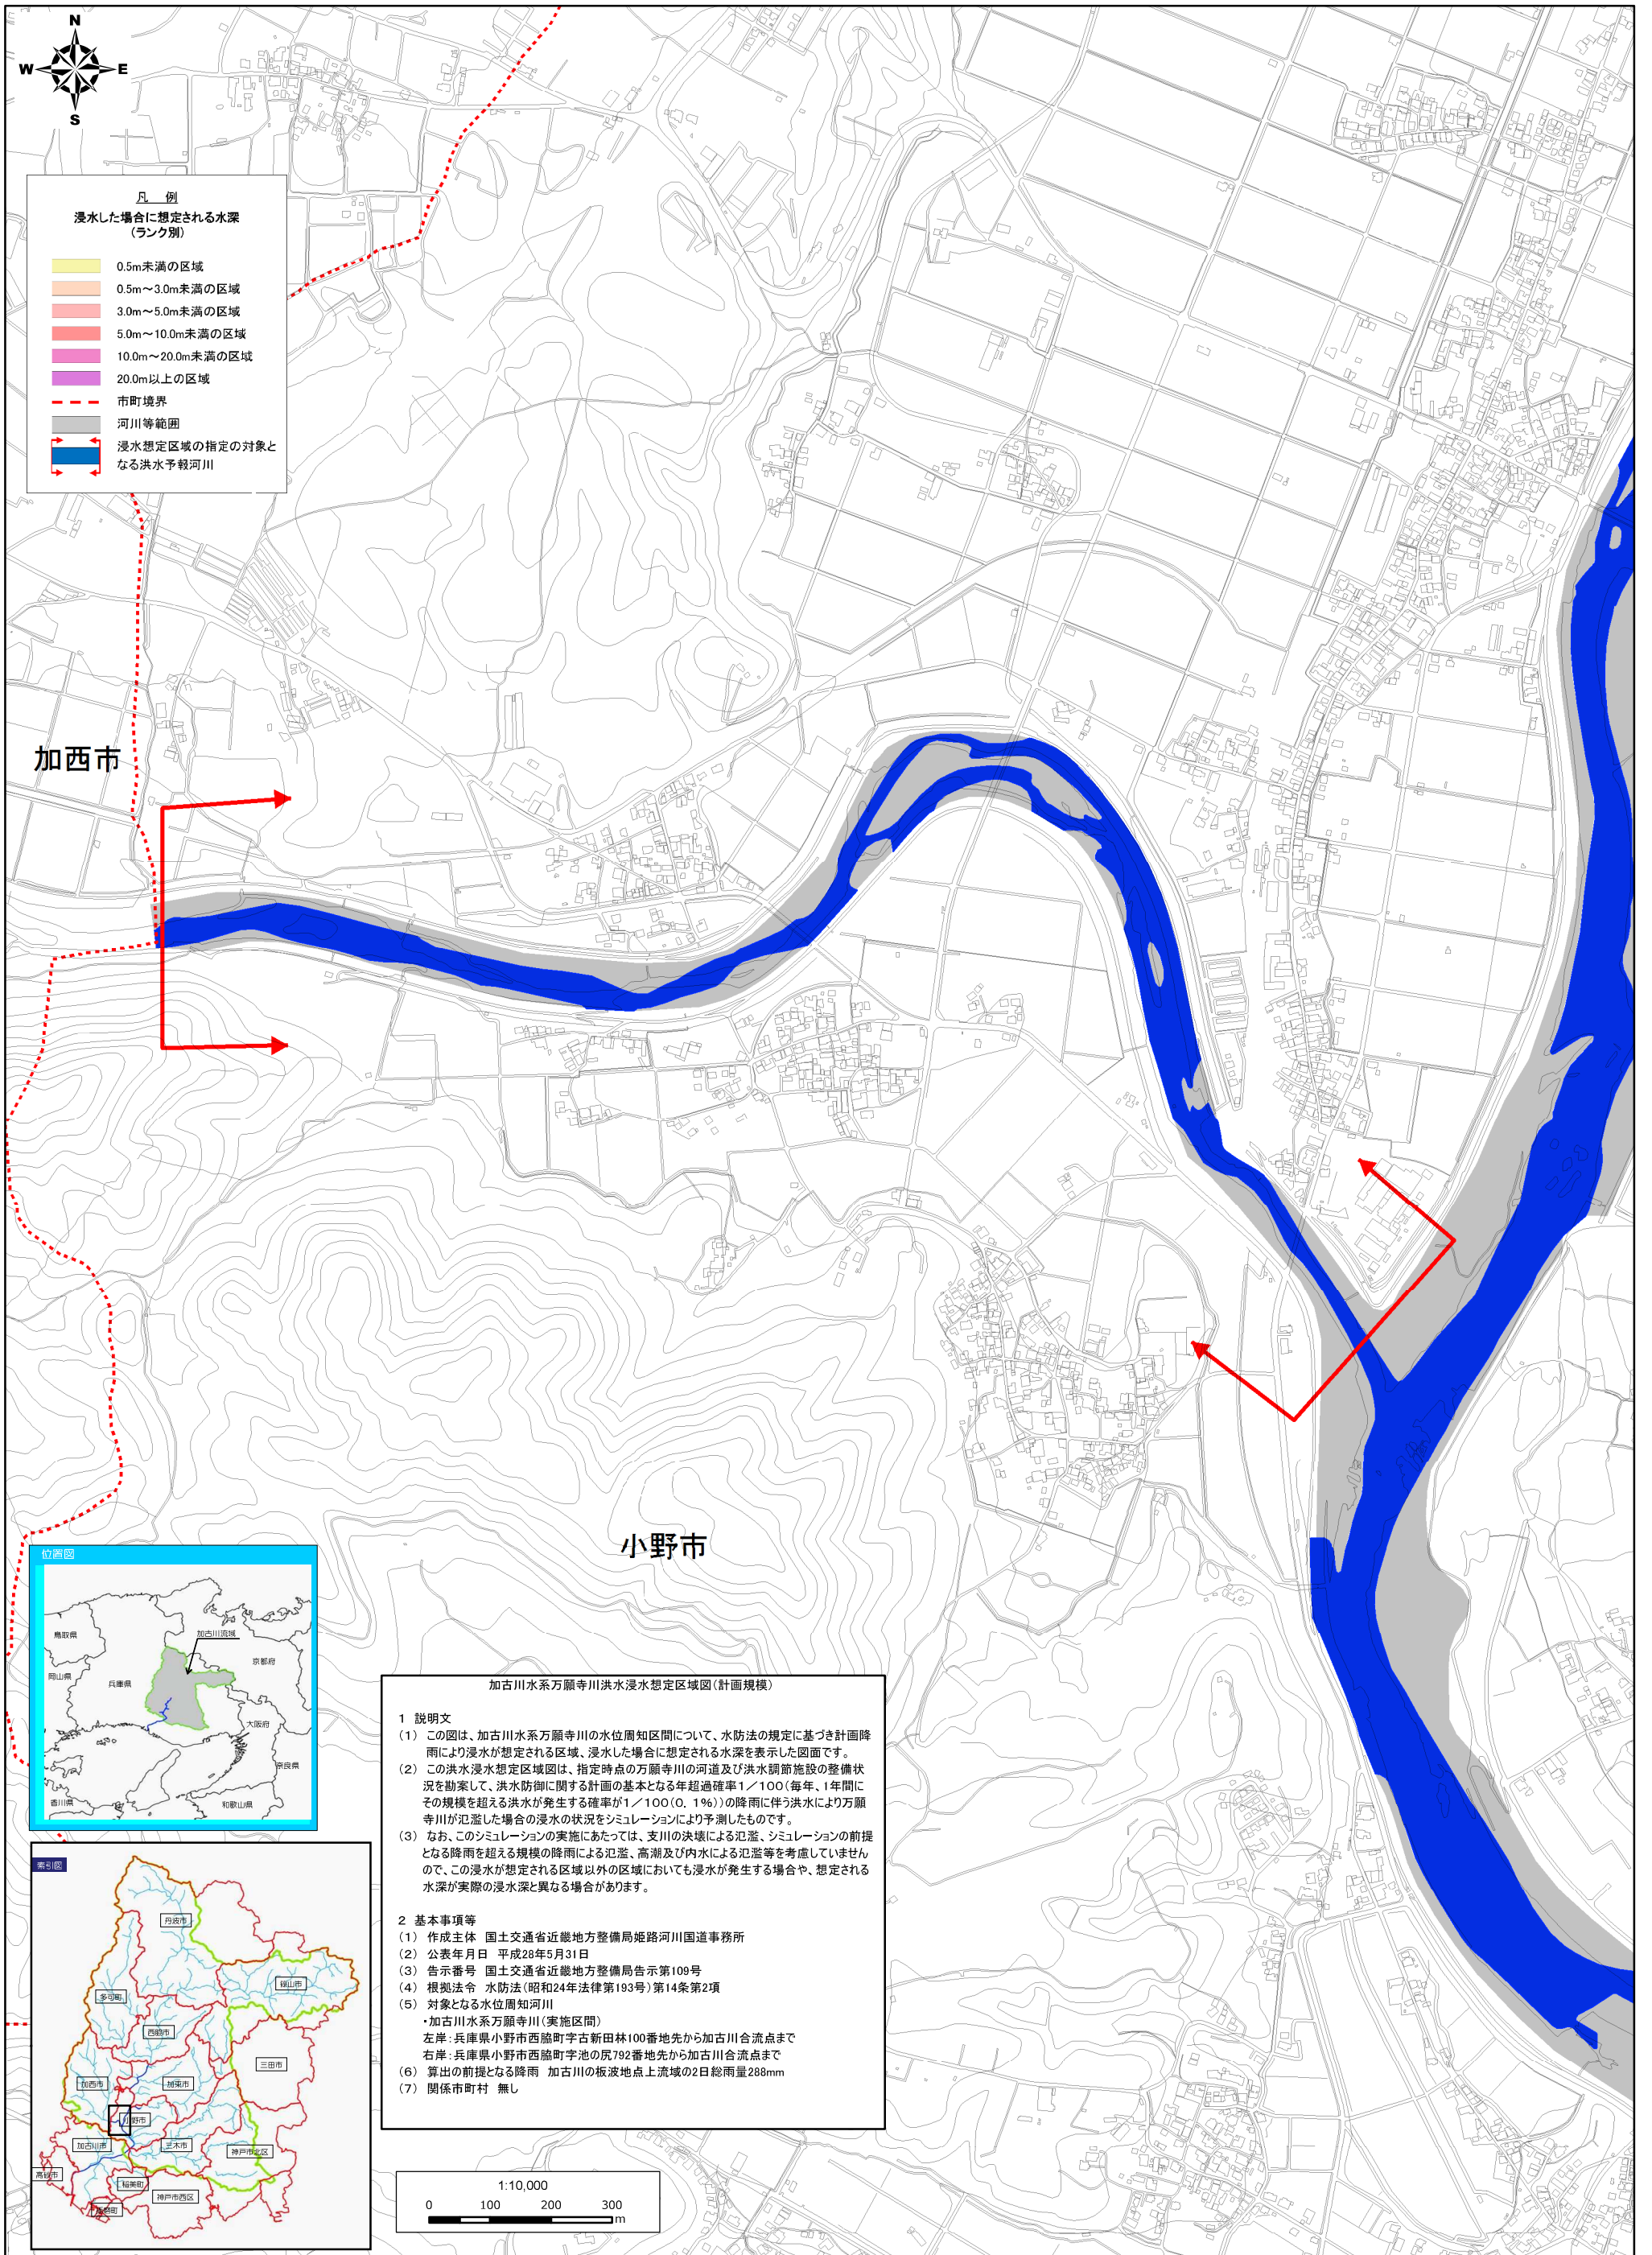 N
W E
S
凡 例
浸水した場合に想定される水深
(ランク別)
0.5m未満の区域
0.5m～3.0m未満の区域
3.0m～5.0m未満の区域
5.0m～10.0m未満の区域
10.0m～20.0m未満の区域
20.0m以上の区域
市町境界
河川等範囲
浸水想定区域の指定の対象と
なる洪水予報河川
加西市
小野市
位置図
鳥取県
加古川流域
京都府
岡山県
兵庫県
大阪府
奈良県
香川県
和歌山県
加古川水系万願寺川洪水浸水想定区域図(計画規模)
1 説明文
(1) この図は、加古川水系万願寺川の水位周知区間について、水防法の規定に基づき計画降
雨により浸水が想定される区域、浸水した場合に想定される水深を表示した図面です。
(2) この洪水浸水想定区域図は、指定時点の万願寺川の河道及び洪水調節施設の整備状
況を勘案して、洪水防御に関する計画の基本となる年超過確率1／100(毎年、1年間に
その規模を超える洪水が発生する確率が1／100(0．1%))の降雨に伴う洪水により万願
寺川が氾濫した場合の浸水の状況をシミュレーションにより予測したものです。
(3) なお、このシミュレーションの実施にあたっては、支川の決壊による氾濫、シミュレーションの前提
となる降雨を超える規模の降雨による氾濫、高潮及び内水による氾濫等を考慮していません
ので、この浸水が想定される区域以外の区域においても浸水が発生する場合や、想定される
水深が実際の浸水深と異なる場合があります。
2 基本事項等
(1) 作成主体 国土交通省近畿地方整備局姫路河川国道事務所
(2) 公表年月日 平成28年5月31日
(3) 告示番号 国土交通省近畿地方整備局告示第109号
(4) 根拠法令 水防法(昭和24年法律第193号)第14条第2項
(5) 対象となる水位周知河川
・加古川水系万願寺川(実施区間)
左岸：兵庫県小野市西脇町字古新田林100番地先から加古川合流点まで
右岸：兵庫県小野市西脇町字池の尻792番地先から加古川合流点まで
(6) 算出の前提となる降雨 加古川の板波地点上流域の2日総雨量288mm
(7) 関係市町村 無し
索引図
丹波市
篠山市
多可町
西脇市
三田市
加西市
加東市
小野市
加古川市
三木市
神戸市北区
高砂市
稲美町
神戸市西区
播磨町
1:10,000
0 100 200 300
m